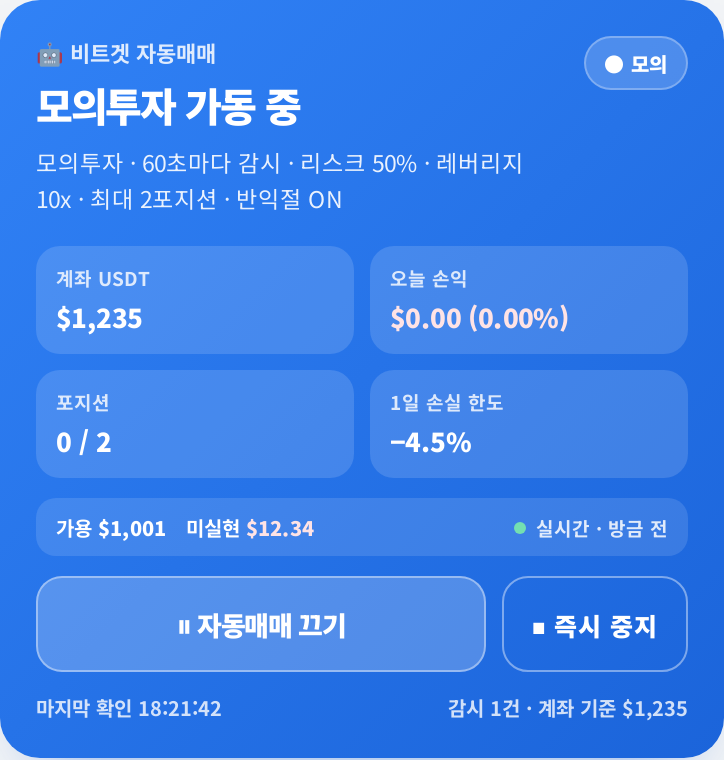 🤖 비트겟 자동매매
● 모의
모의투자 가동 중
모의투자 · 60초마다 감시 · 리스크 50% · 레버리지
10x · 최대 2포지션 · 반익절 ON
계좌 USDT
$1,235
오늘 손익
$0.00 (0.00%)
포지션
0 / 2
1일 손실 한도
−4.5%
가용 $1,001 미실현 $12.34
실시간 · 방금 전
⏸ 자동매매 끄기
■ 즉시 중지
마지막 확인 18:21:42
감시 1건 · 계좌 기준 $1,235